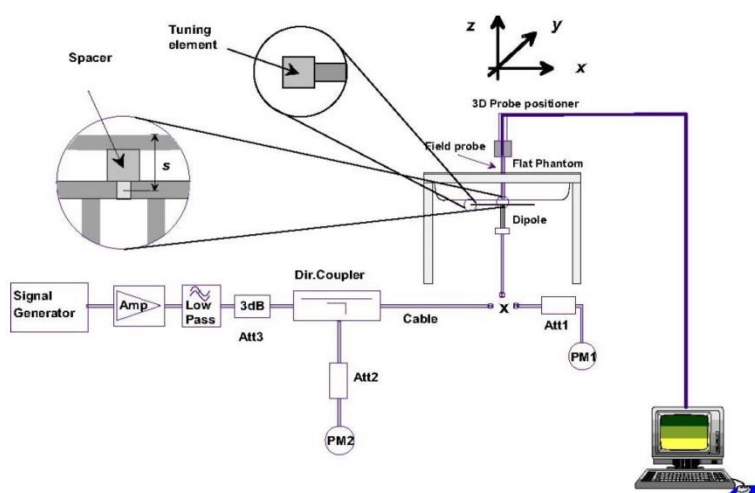 Tuning
element
z
y
x
Spacer
s
3D Probe positioner
Field probe
Flat Phantom
Dipole
Signal
Generator
Amp
Low
Pass
3dB
Att3
Dir.Coupler
Cable
x
Att1
PM1
Att2
PM2